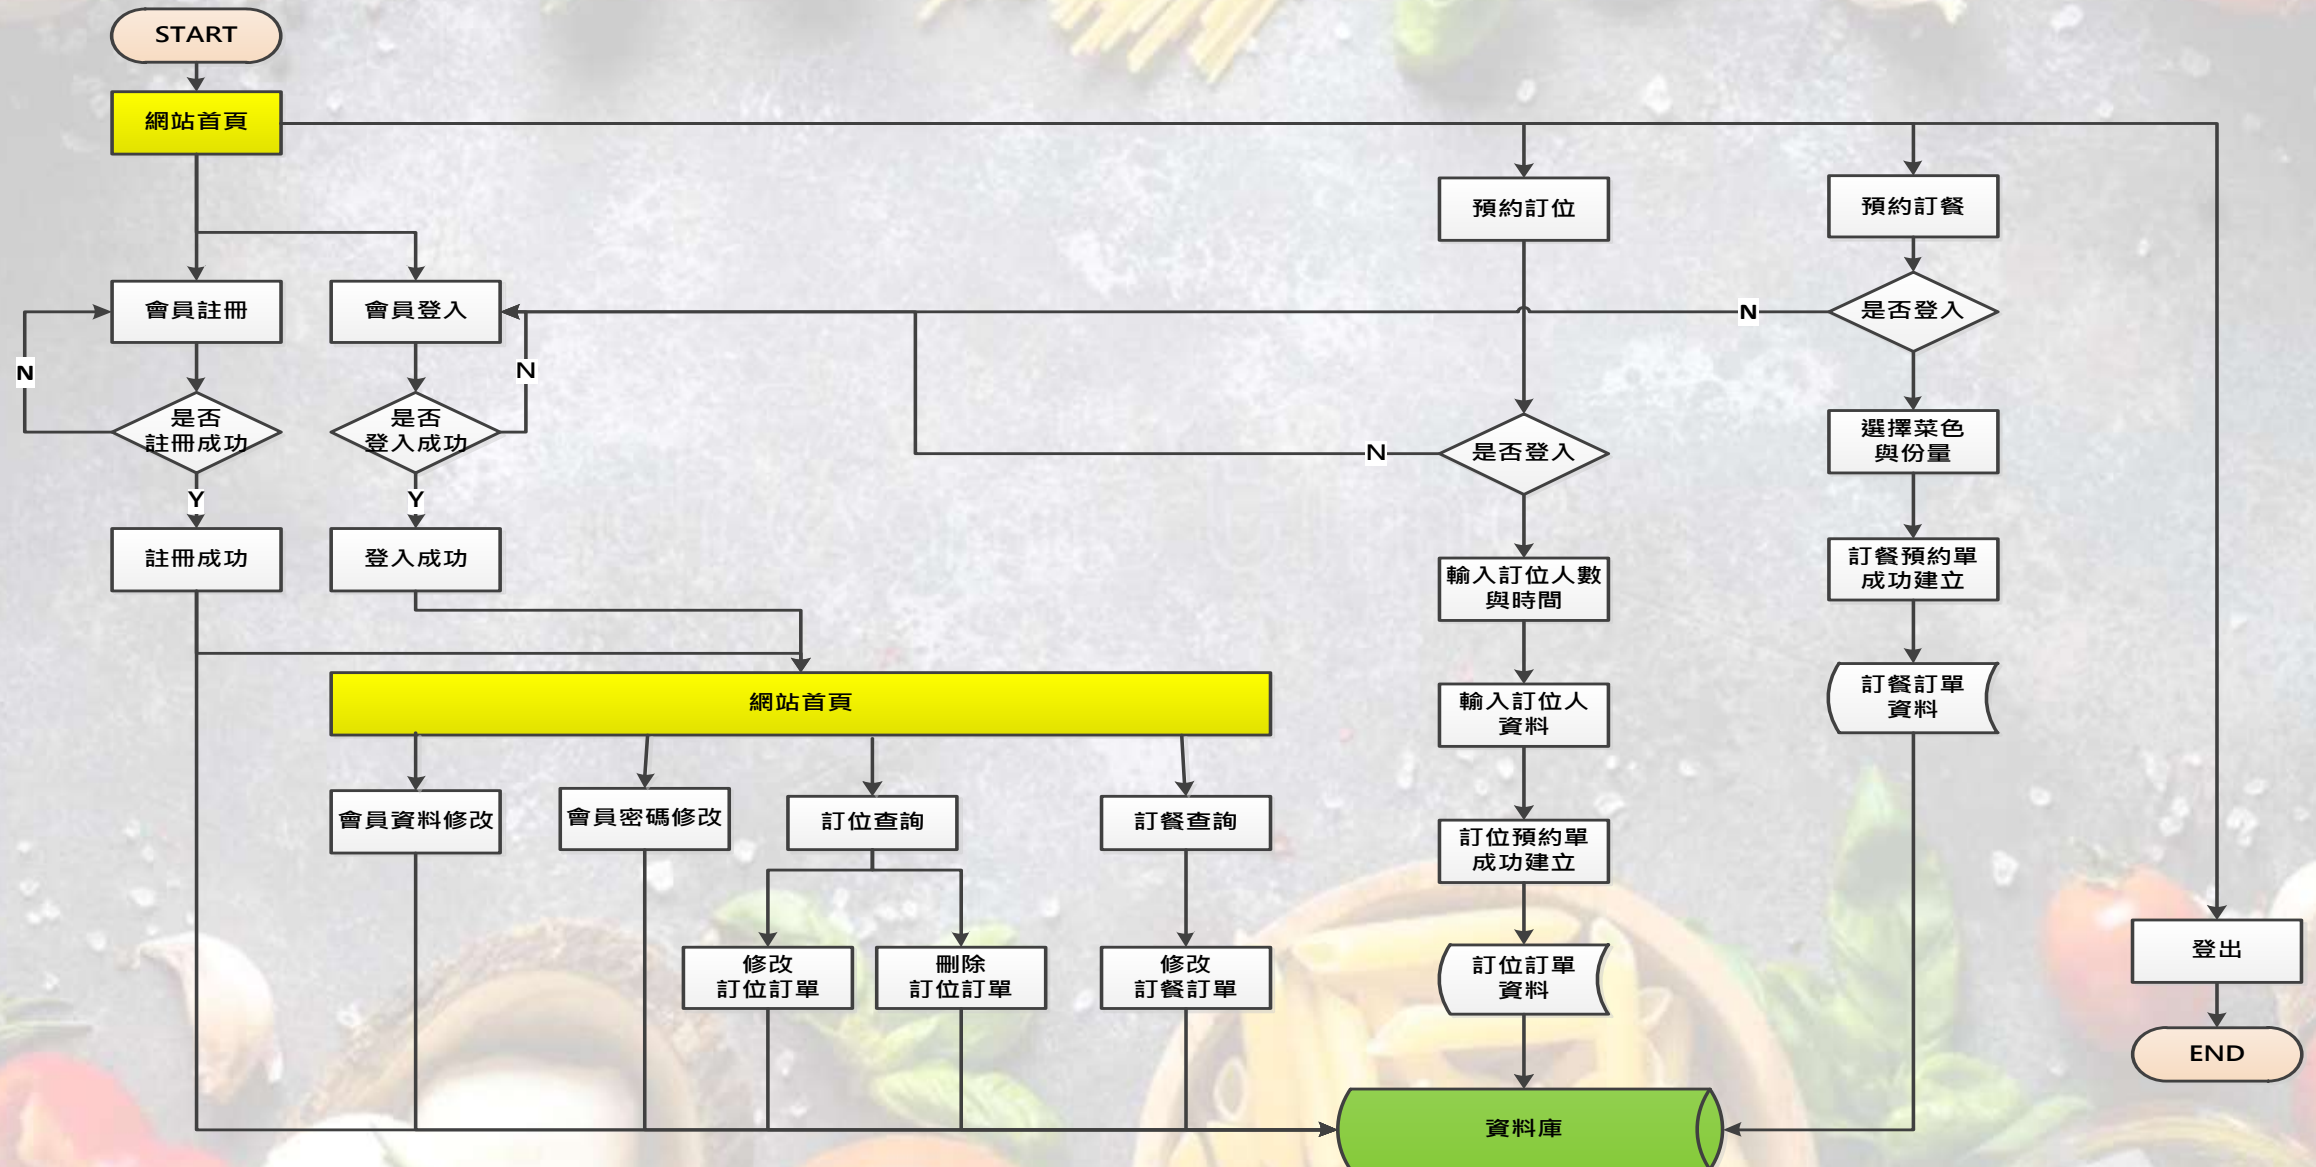 START
網站首頁
預約訂位
預約訂餐
會員註冊
會員登入
N
是否登入
N
N
是否
註冊成功
是否
登入成功
N
是否登入
選擇菜色
與份量
Y
Y
註冊成功
登入成功
輸入訂位人數
與時間
訂餐預約單
成功建立
網站首頁
輸入訂位人
資料
訂餐訂單
資料
會員資料修改
會員密碼修改
訂位查詢
訂餐查詢
訂位預約單
成功建立
修改
訂位訂單
刪除
訂位訂單
修改
訂餐訂單
訂位訂單
資料
登出
END
資料庫